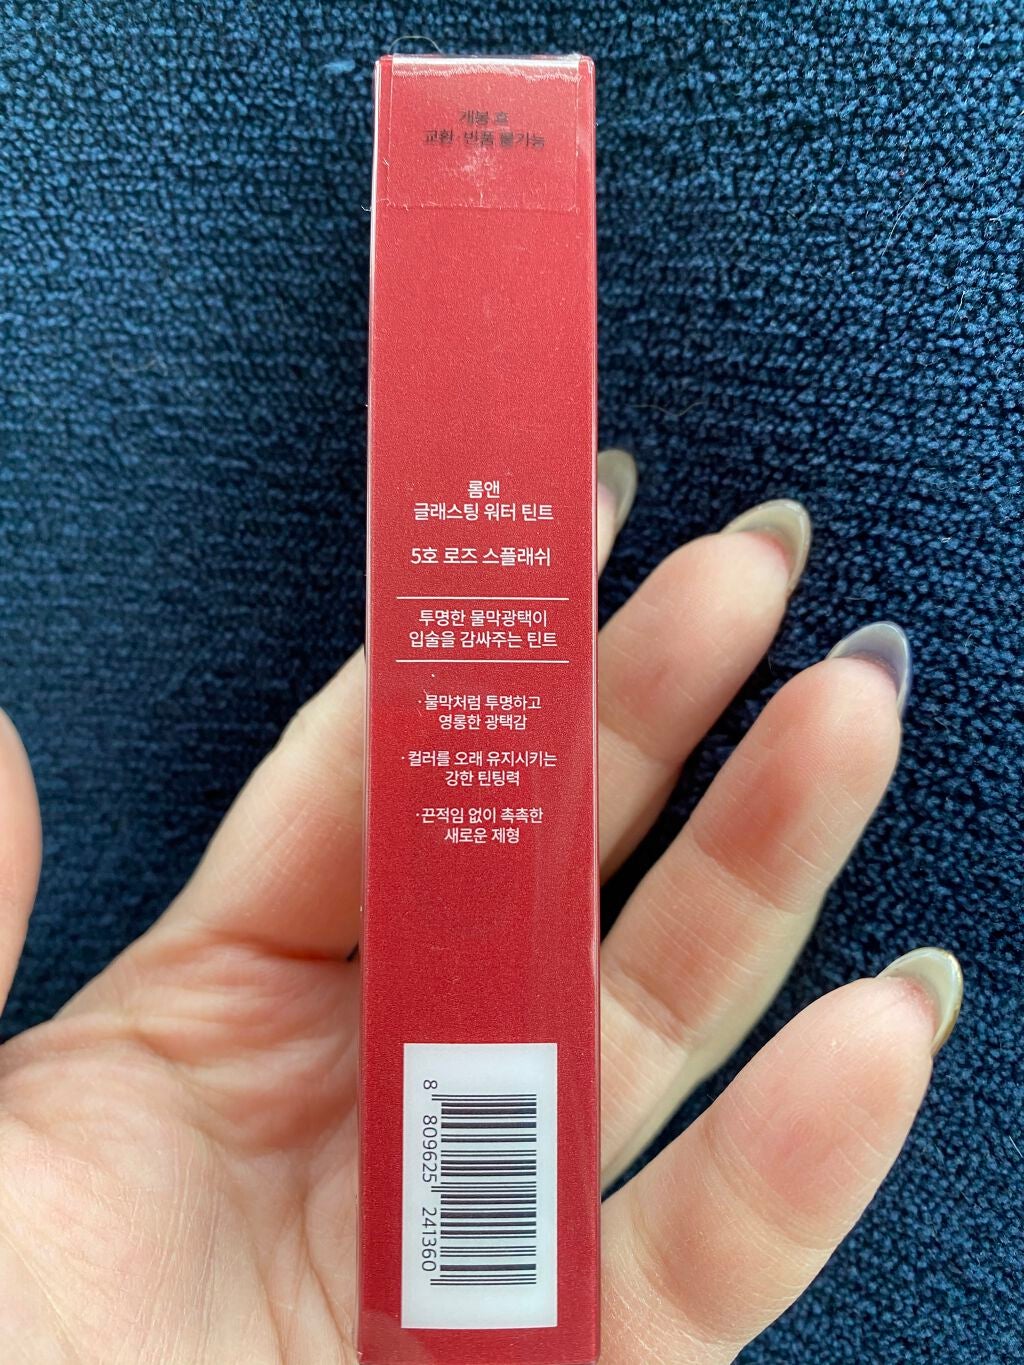 개봉 후
교환·반품 불가능
롬앤
글래스팅 워터 틴트
5호 로즈 스플래쉬
투명한 물막광택이
입술을 감싸주는 틴트
·물막처럼 투명하고
영롱한 광택감
·컬러를 오래 유지시키는
강한 틴팅력
·끈적임 없이 촉촉한
새로운 제형
8 809625 241360